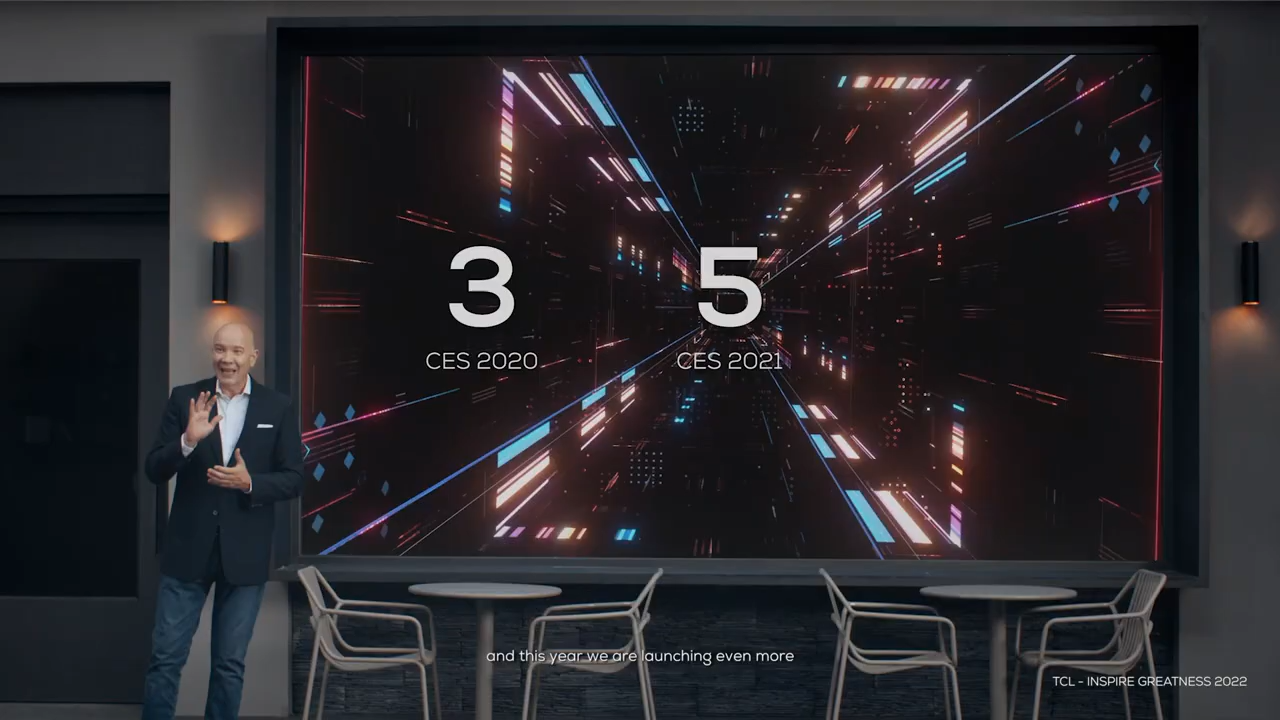 3
5
CES 2020
CES 2021
and this year we are launching even more
TCL - INSPIRE GREATNESS 2022